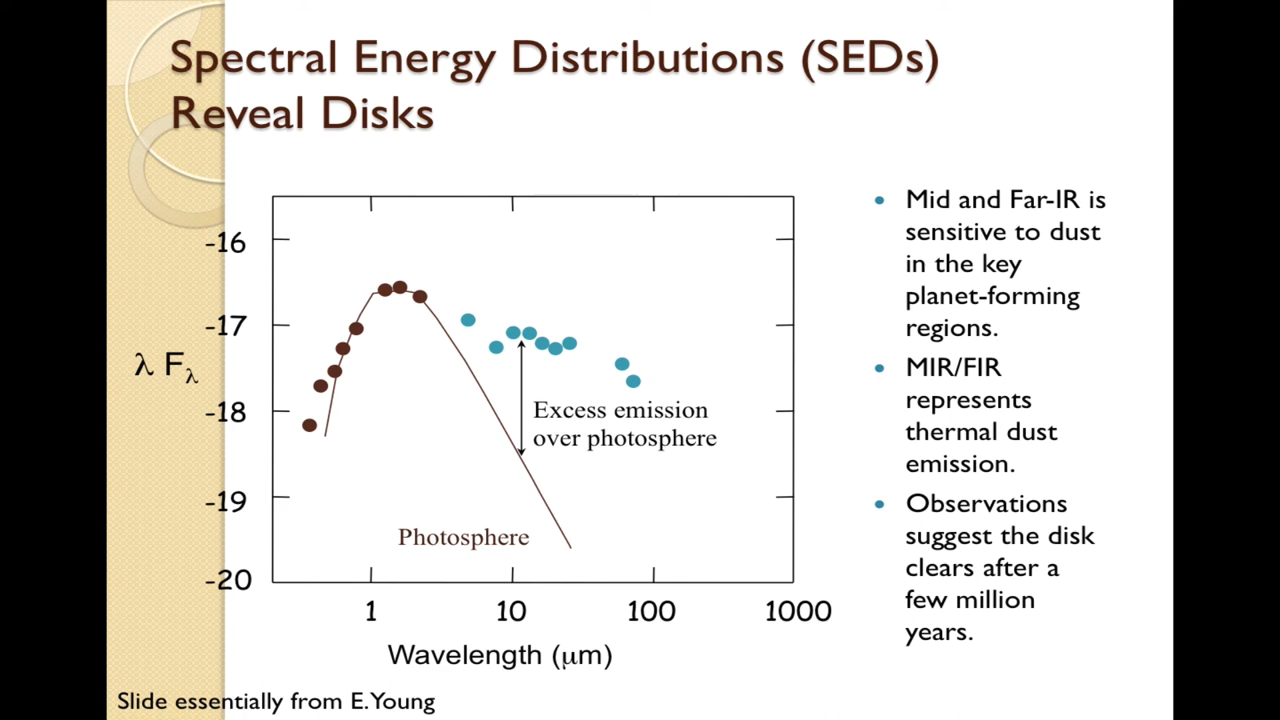 Spectral Energy Distributions (SEDs)
Reveal Disks
-16
-17
λ Fλ
-18
-19
-20
1
10
100
1000
Wavelength (μm)
Excess emission
over photosphere
Photosphere
• Mid and Far-IR is
sensitive to dust
in the key
planet-forming
regions.
• MIR/FIR
represents
thermal dust
emission.
• Observations
suggest the disk
clears after a
few million
years.
Slide essentially from E. Young